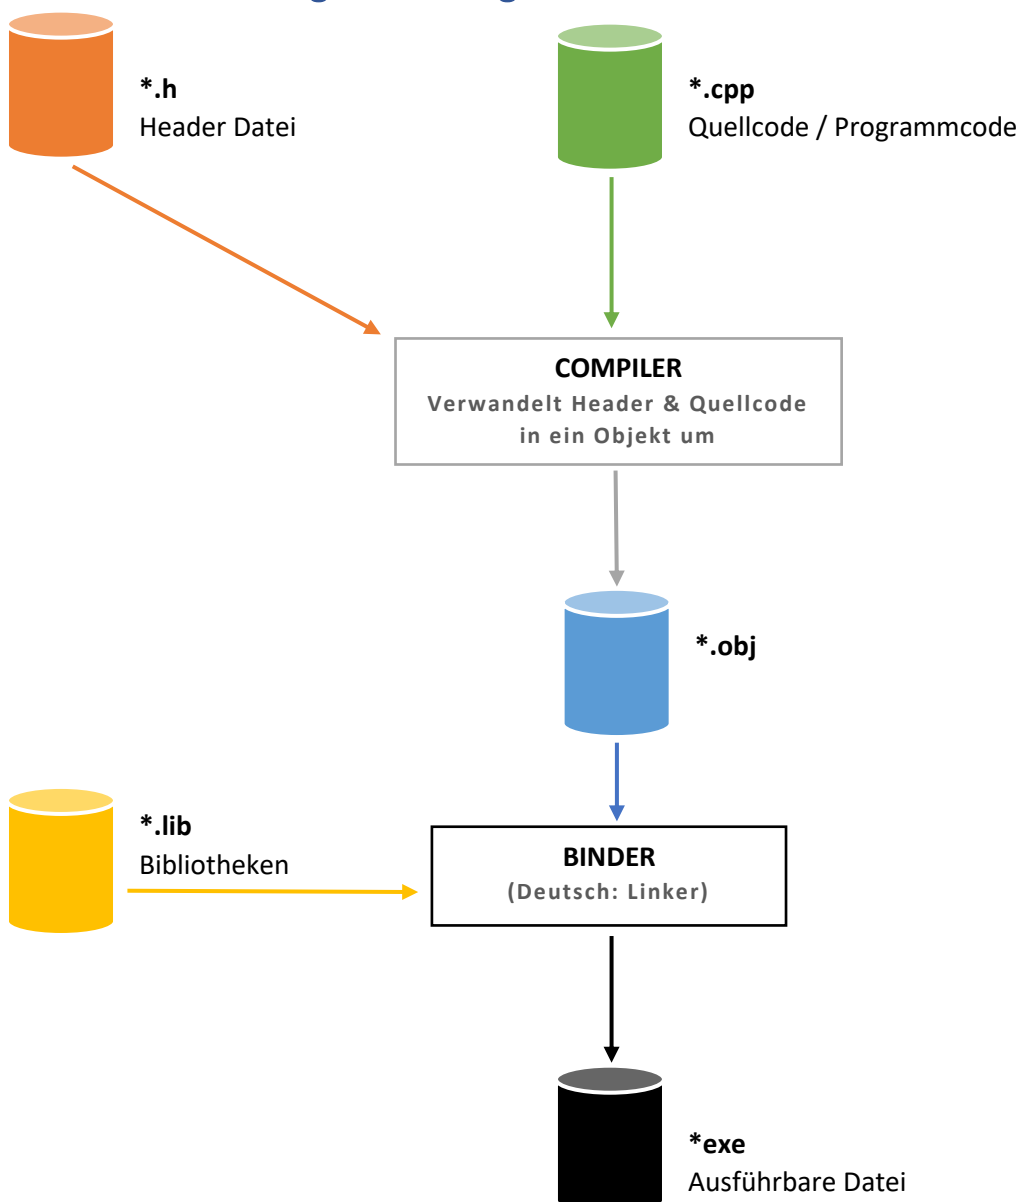 *.h
Header Datei
*.cpp
Quellcode / Programmcode
COMPILER
Verwandelt Header & Quellcode
in ein Objekt um
*.obj
*.lib
Bibliotheken
BINDER
(Deutsch: Linker)
*exe
Ausführbare Datei